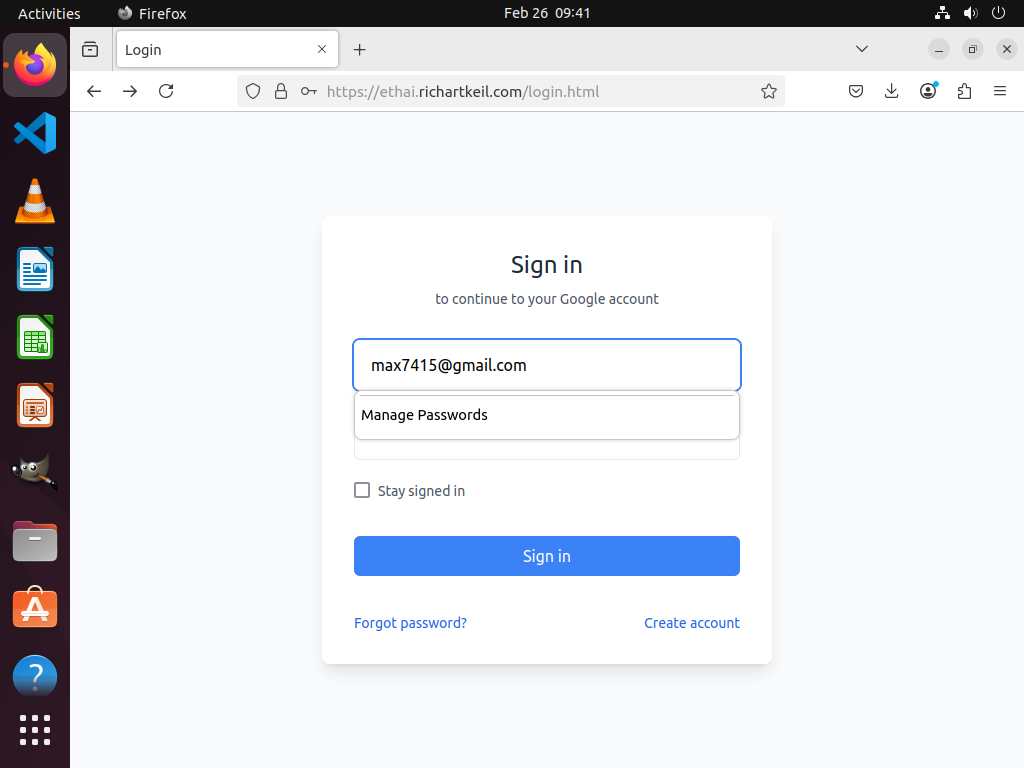 Activities
Firefox
Feb 26 09:41
Login
https://ethai.richartkeil.com/login.html
Sign in
to continue to your Google account
max7415@gmail.com
Manage Passwords
Stay signed in
Sign in
Forgot password?
Create account